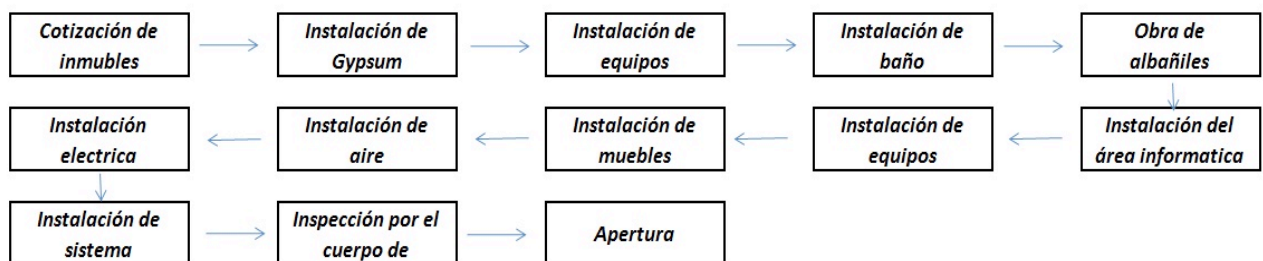 Cotización de
inmubles
Instalación de
Gypsum
Instalación de
equipos
Instalación de
baño
Obra de
albañiles
Instalación del
área informatica
Instalación de
equipos
Instalación de
muebles
Instalación de
aire
Instalación
electrica
Instalación de
sistema
Inspección por el
cuerpo de
Apertura